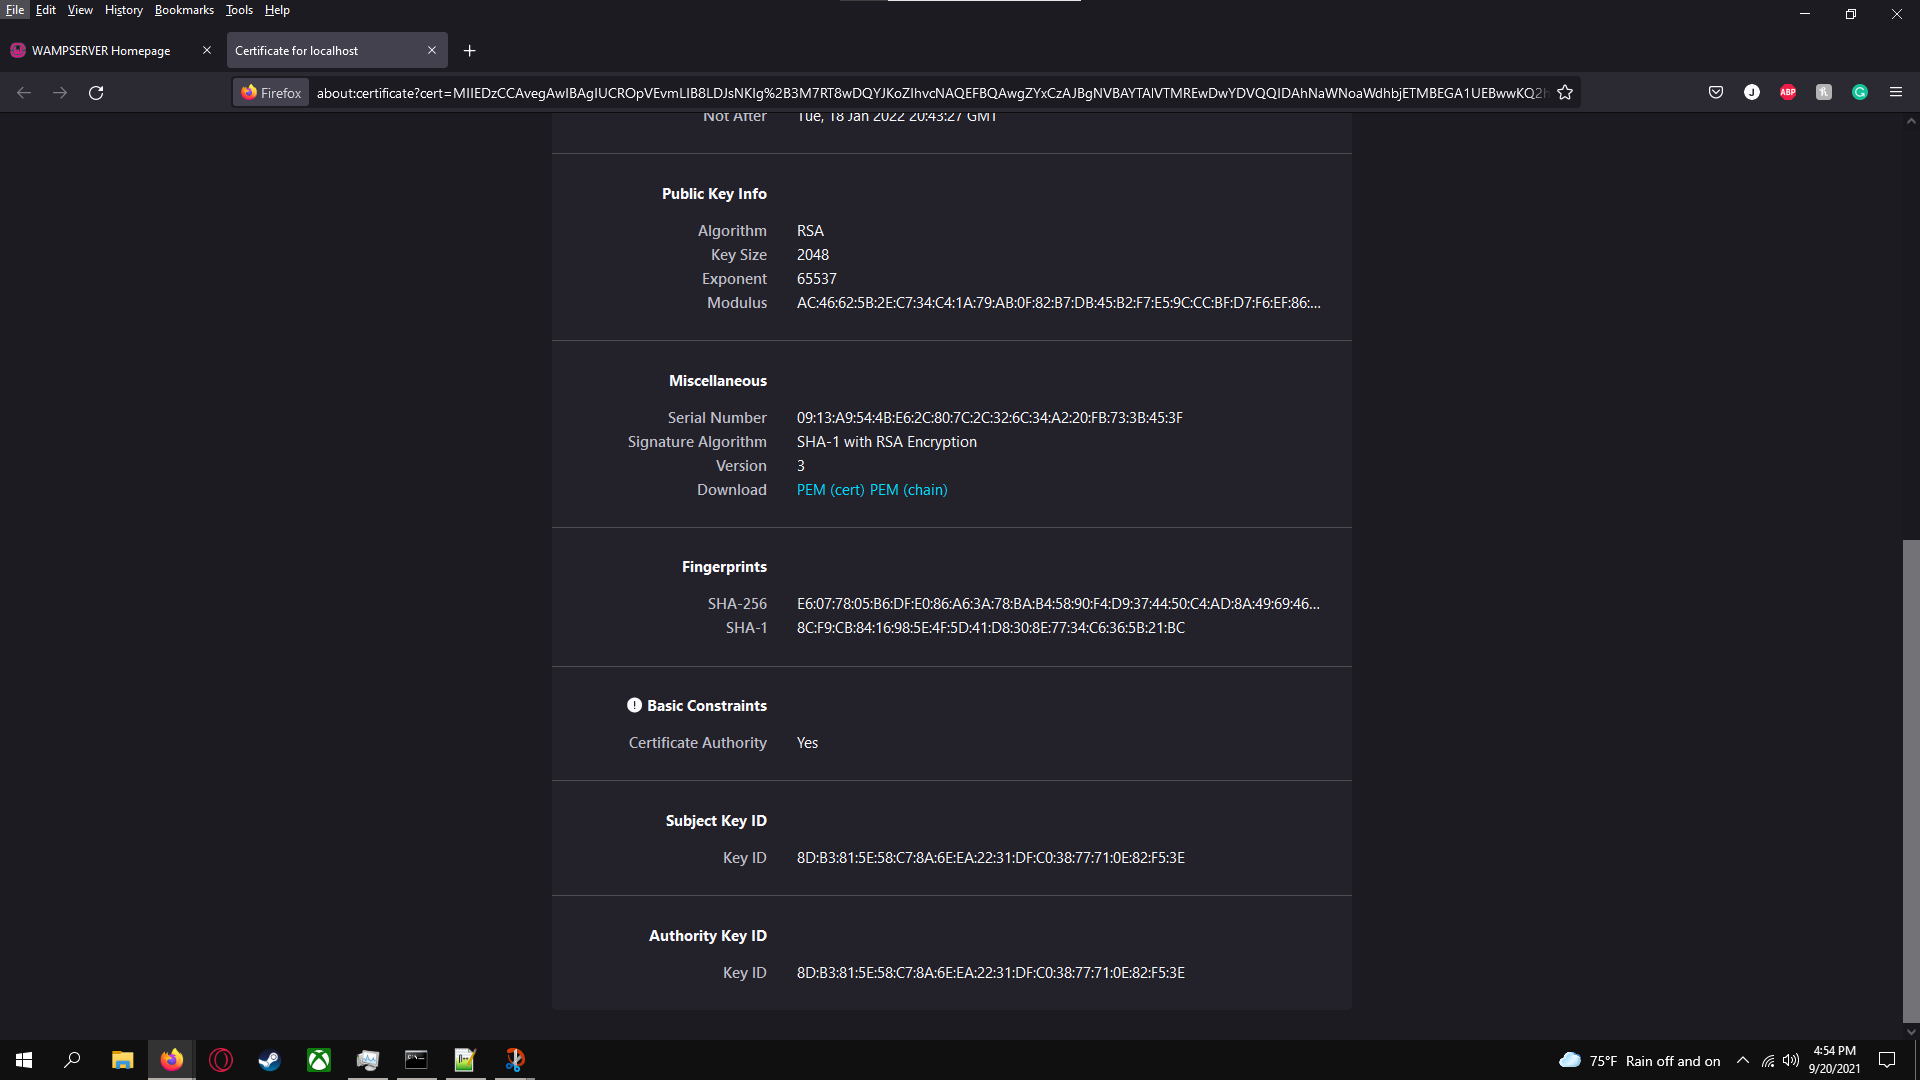 File Edit View History Bookmarks Tools Help
WAMPSERVER Homepage
Certificate for localhost
Firefox
about:certificate?cert=MIIEDzCCAvegAwIBAgIUCROpVEvmLIB8LDJsNKIg%2B3M7RT8wDQYJKoZIhvcNAQEFBQAwgZYxCzAJBgNVBAYTAlVTMREwDwYDVQQIDAhNaWNoaWdhbjETMBEGA1UEBwwKQ2h
J
ABP
Not After Tue, 18 Jan 2022 20:43:27 GMT
Public Key Info
Algorithm RSA
Key Size 2048
Exponent 65537
Modulus AC:46:62:5B:2E:C7:34:C4:1A:79:AB:0F:82:B7:DB:45:B2:F7:E5:9C:CC:BF:D7:F6:EF:86:...
Miscellaneous
Serial Number 09:13:A9:54:4B:E6:2C:80:7C:2C:32:6C:34:A2:20:FB:73:3B:45:3F
Signature Algorithm SHA-1 with RSA Encryption
Version 3
Download PEM (cert) PEM (chain)
Fingerprints
SHA-256 E6:07:78:05:B6:DF:E0:86:A6:3A:78:BA:B4:58:90:F4:D9:37:44:50:C4:AD:8A:49:69:46...
SHA-1 8C:F9:CB:84:16:98:5E:4F:5D:41:D8:30:8E:77:34:C6:36:5B:21:BC
Basic Constraints
Certificate Authority Yes
Subject Key ID
Key ID 8D:B3:81:5E:58:C7:8A:6E:EA:22:31:DF:C0:38:77:71:0E:82:F5:3E
Authority Key ID
Key ID 8D:B3:81:5E:58:C7:8A:6E:EA:22:31:DF:C0:38:77:71:0E:82:F5:3E
75°F Rain off and on
4:54 PM
9/20/2021